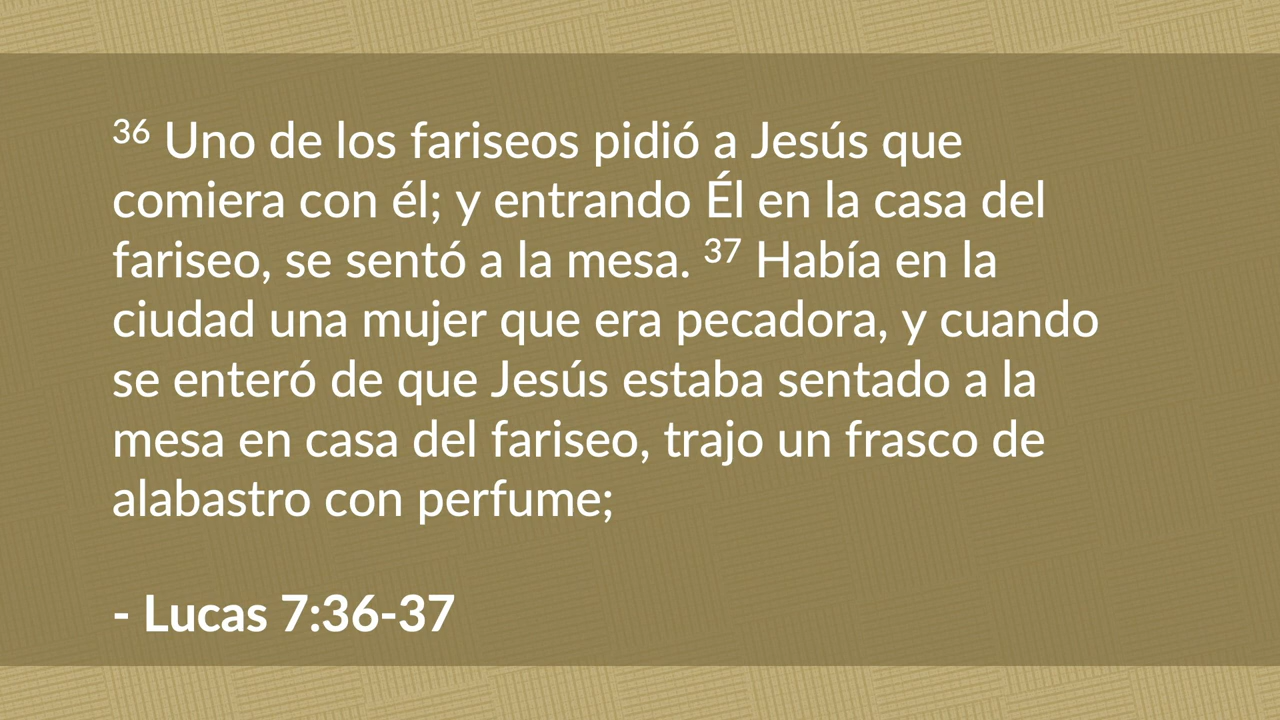 36 Uno de los fariseos pidió a Jesús que
comiera con él; y entrando Él en la casa del
fariseo, se sentó a la mesa. 37 Había en la
ciudad una mujer que era pecadora, y cuando
se enteró de que Jesús estaba sentado a la
mesa en casa del fariseo, trajo un frasco de
alabastro con perfume;
- Lucas 7:36-37